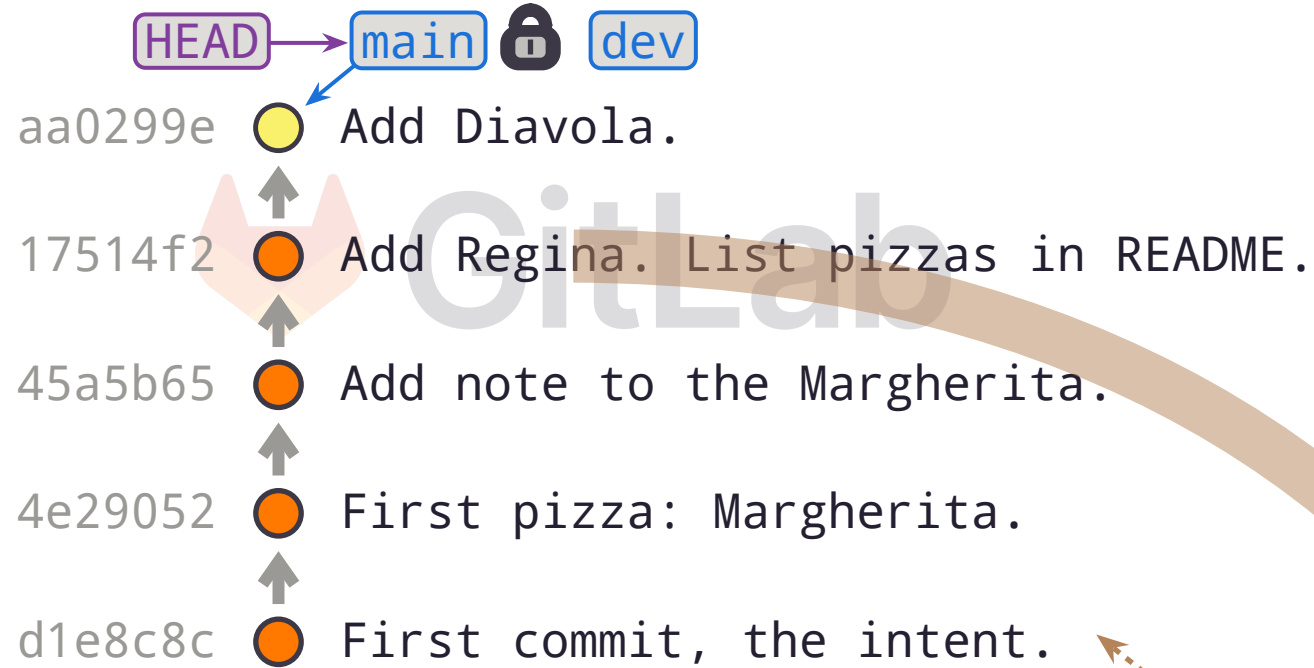 HEAD main dev
aa0299e Add Diavola.
GitLab
17514f2 Add Regina. List pizzas in README.
45a5b65 Add note to the Margherita.
4e29052 First pizza: Margherita.
d1e8c8c First commit, the intent.